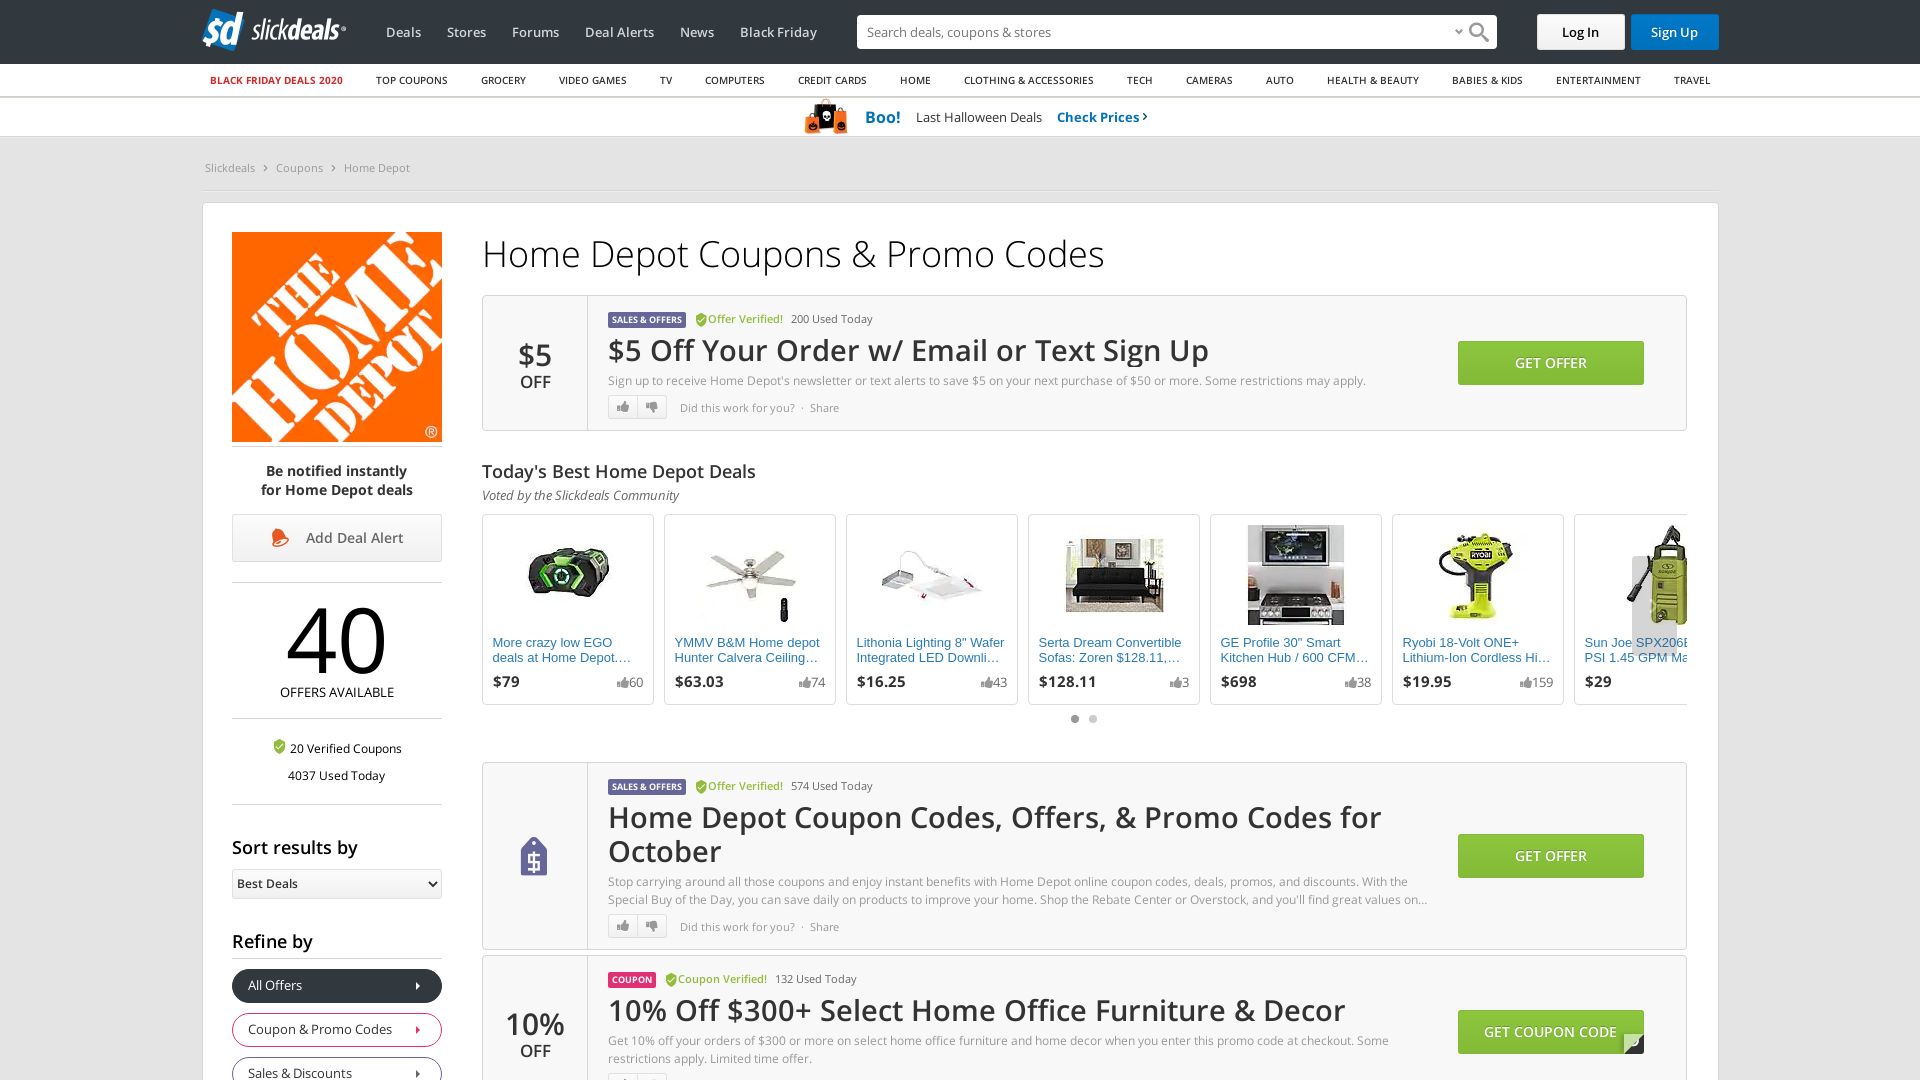 slickdeals
Deals
Stores
Forums
Deal Alerts
News
Black Friday
Search deals, coupons & stores
Log In
Sign Up
BLACK FRIDAY DEALS 2020
TOP COUPONS
GROCERY
VIDEO GAMES
TV
COMPUTERS
CREDIT CARDS
HOME
CLOTHING & ACCESSORIES
TECH
CAMERAS
AUTO
HEALTH & BEAUTY
BABIES & KIDS
ENTERTAINMENT
TRAVEL
Boo! Last Halloween Deals Check Prices
Slickdeals > Coupons > Home Depot
THE
HOME
DEPOT
®
Be notified instantly
for Home Depot deals
Add Deal Alert
40
OFFERS AVAILABLE
20 Verified Coupons
4037 Used Today
Sort results by
Best Deals
Refine by
All Offers
Coupon & Promo Codes
Sales & Discounts
Home Depot Coupons & Promo Codes
$5
OFF
SALES & OFFERS Offer Verified! 200 Used Today
$5 Off Your Order w/ Email or Text Sign Up
Sign up to receive Home Depot's newsletter or text alerts to save $5 on your next purchase of $50 or more. Some restrictions may apply.
Did this work for you? · Share
GET OFFER
Today's Best Home Depot Deals
Voted by the Slickdeals Community
More crazy low EGO
deals at Home Depot....
$79 60
YMMV B&M Home depot
Hunter Calvera Ceiling...
$63.03 74
Lithonia Lighting 8" Wafer
Integrated LED Downli...
$16.25 43
Serta Dream Convertible
Sofas: Zoren $128.11,...
$128.11 3
GE Profile 30" Smart
Kitchen Hub / 600 CFM...
$698 38
RYOBI
Ryobi 18-Volt ONE+
Lithium-Ion Cordless Hi...
$19.95 159
Sun Joe SPX206E
PSI 1.45 GPM Ma
$29
SALES & OFFERS Offer Verified! 574 Used Today
Home Depot Coupon Codes, Offers, & Promo Codes for
October
Stop carrying around all those coupons and enjoy instant benefits with Home Depot online coupon codes, deals, promos, and discounts. With the
Special Buy of the Day, you can save daily on products to improve your home. Shop the Rebate Center or Overstock, and you'll find great values on...
Did this work for you? · Share
GET OFFER
10%
OFF
COUPON Coupon Verified! 132 Used Today
10% Off $300+ Select Home Office Furniture & Decor
Get 10% off your orders of $300 or more on select home office furniture and home decor when you enter this promo code at checkout. Some
restrictions apply. Limited time offer.
GET COUPON CODE